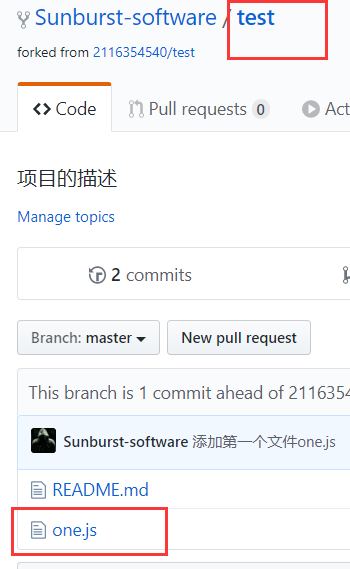 Sunburst-software / test
forked from 2116354540/test
Code Pull requests 0 Act
项目的描述
Manage topics
2 commits
Branch: master New pull request
This branch is 1 commit ahead of 211635
Sunburst-software 添加第一个文件one.js
README.md
one.js